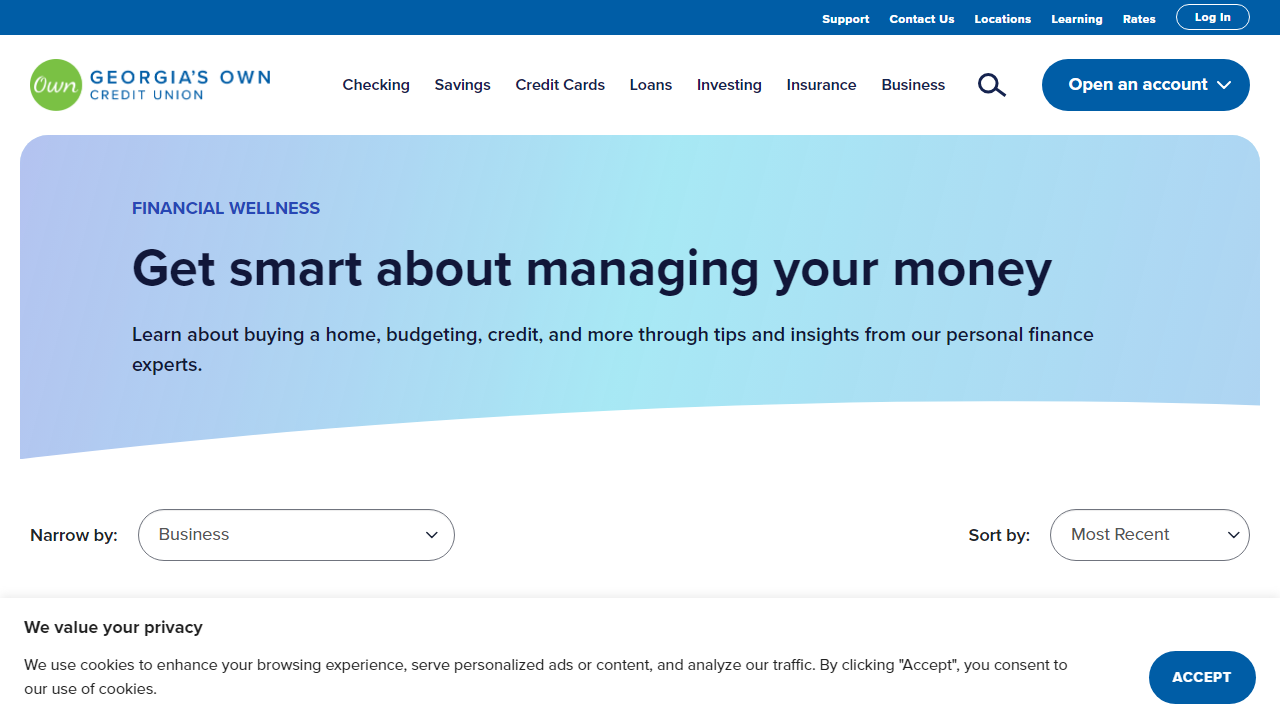 Support Contact Us Locations Learning Rates Log In
Own GEORGIA'S OWN
CREDIT UNION
Checking Savings Credit Cards Loans Investing Insurance Business Open an account
FINANCIAL WELLNESS
Get smart about managing your money
Learn about buying a home, budgeting, credit, and more through tips and insights from our personal finance
experts.
Narrow by: Business Sort by: Most Recent
We value your privacy
We use cookies to enhance your browsing experience, serve personalized ads or content, and analyze our traffic. By clicking "Accept", you consent to
our use of cookies.
ACCEPT